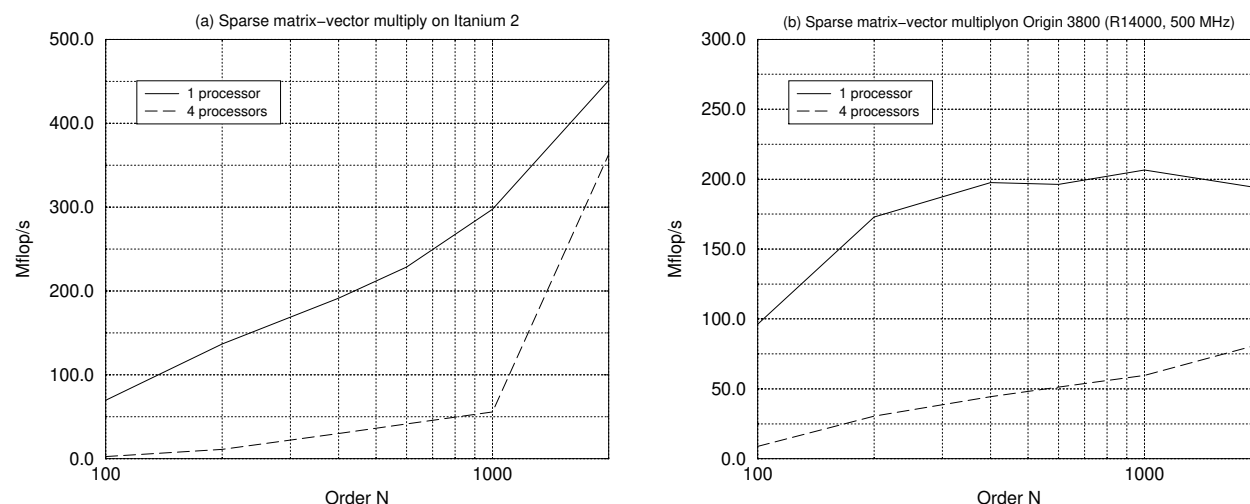 (a) Sparse matrix−vector multiply on Itanium 2
500.0
400.0
300.0
200.0
100.0
0.0
Mflop/s
1 processor
4 processors
100
1000
Order N
(b) Sparse matrix−vector multiplyon Origin 3800 (R14000, 500 MHz)
300.0
250.0
200.0
150.0
100.0
50.0
0.0
Mflop/s
1 processor
4 processors
100
1000
Order N